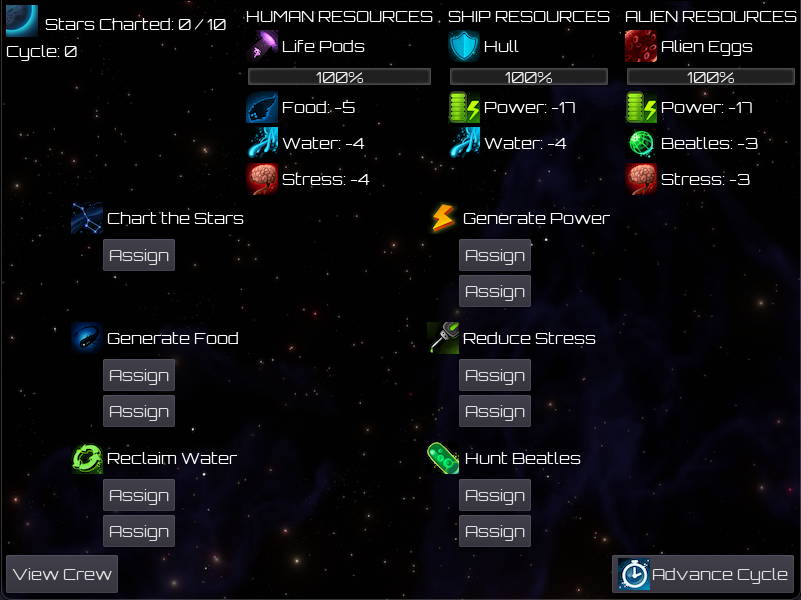 Stars Charted: 0 / 10
Cycle: 0
HUMAN RESOURCES
Life Pods
100%
Food: -5
Water: -4
Stress: -4
SHIP RESOURCES
Hull
100%
Power: -17
Water: -4
ALIEN RESOURCES
Alien Eggs
100%
Power: -17
Beatles: -3
Stress: -3
Chart the Stars
Assign
Generate Power
Assign
Assign
Generate Food
Assign
Assign
Reduce Stress
Assign
Assign
Reclaim Water
Assign
Assign
Hunt Beatles
Assign
Assign
View Crew
Advance Cycle